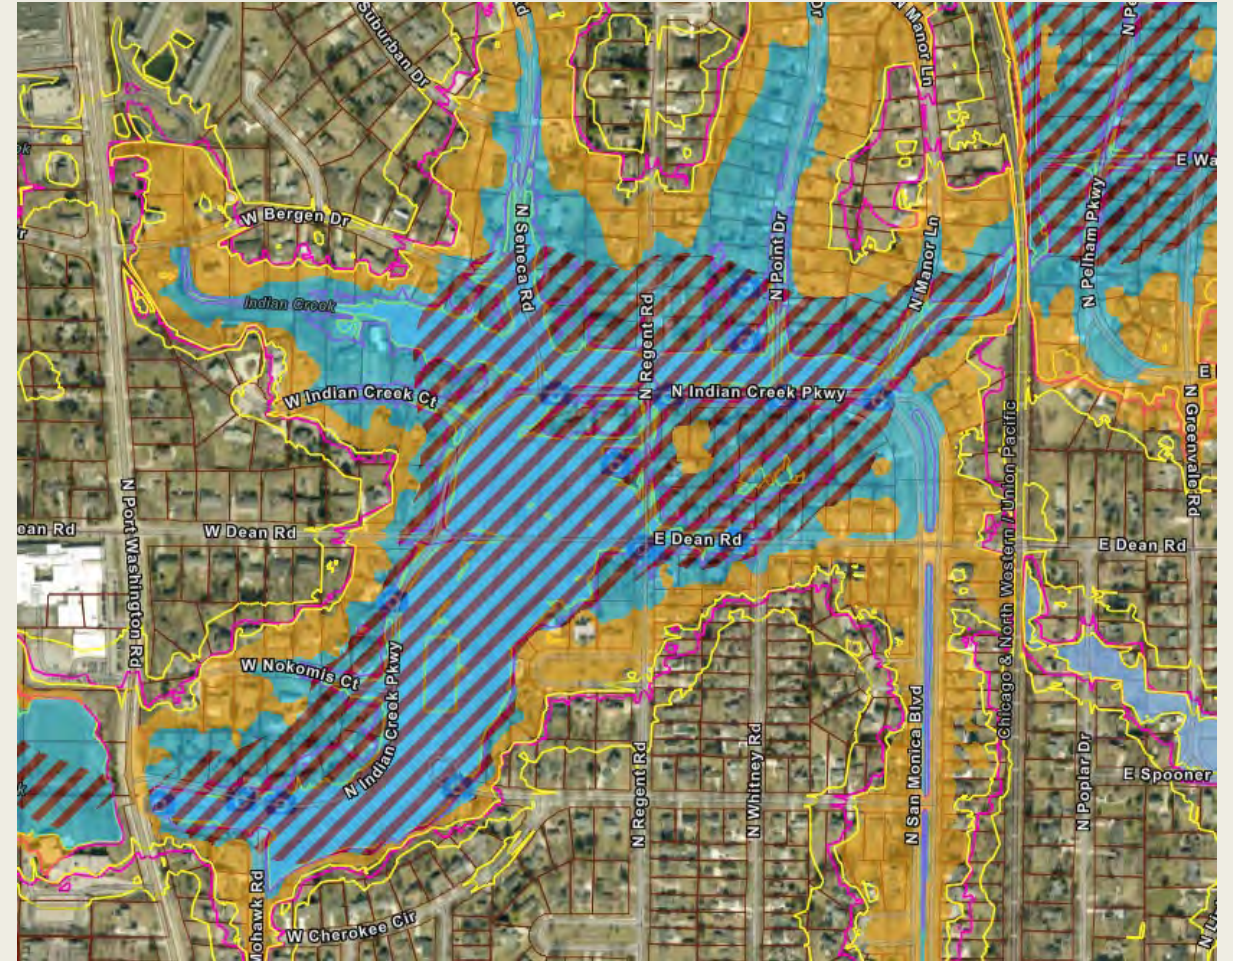 Suburban Dr
Rd
N Manor Ln
E Wa
W Bergen Dr
N Seneca Rd
N Point Dr
N Manor Ln
N Pelham Pkwy
Indian Creek
N Regent Rd
W Indian Creek Ct
N Indian Creek Pkwy
N Greenvale Rd
Chicago & North Western / Union Pacific
N Port Washington Rd
ean Rd
W Dean Rd
E Dean Rd
E Dean Rd
W Nokomis Ct
N Indian Creek Pkwy
N Regent Rd
N Whitney Rd
N San Monica Blvd
N Poplar Dr
E Spooner
Mohawk Rd
W Cherokee Cir